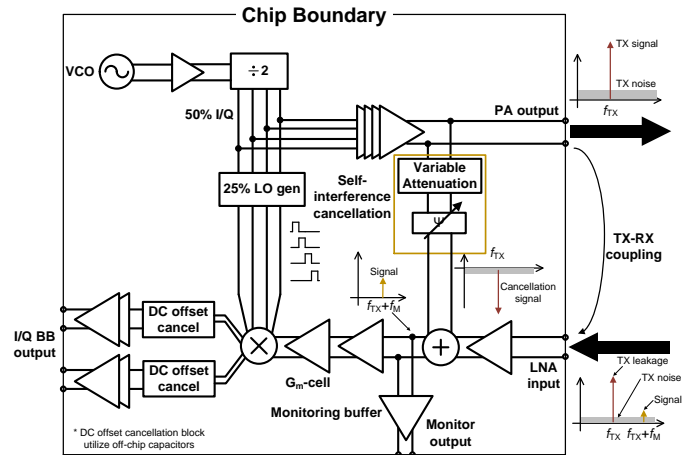 Chip Boundary
VCO
÷ 2
50% I/Q
PA output
TX signal
TX noise
fTX
25% LO gen
Self-
interference
cancellation
Variable
Attenuation
Ψ
TX-RX
coupling
fTX
Cancellation
signal
Signal
fTX+fM
I/Q BB
output
DC offset
cancel
DC offset
cancel
Gm-cell
LNA
input
Monitoring buffer
Monitor
output
TX leakage
TX noise
Signal
fTX fTX+fM
* DC offset cancellation block
utilize off-chip capacitors